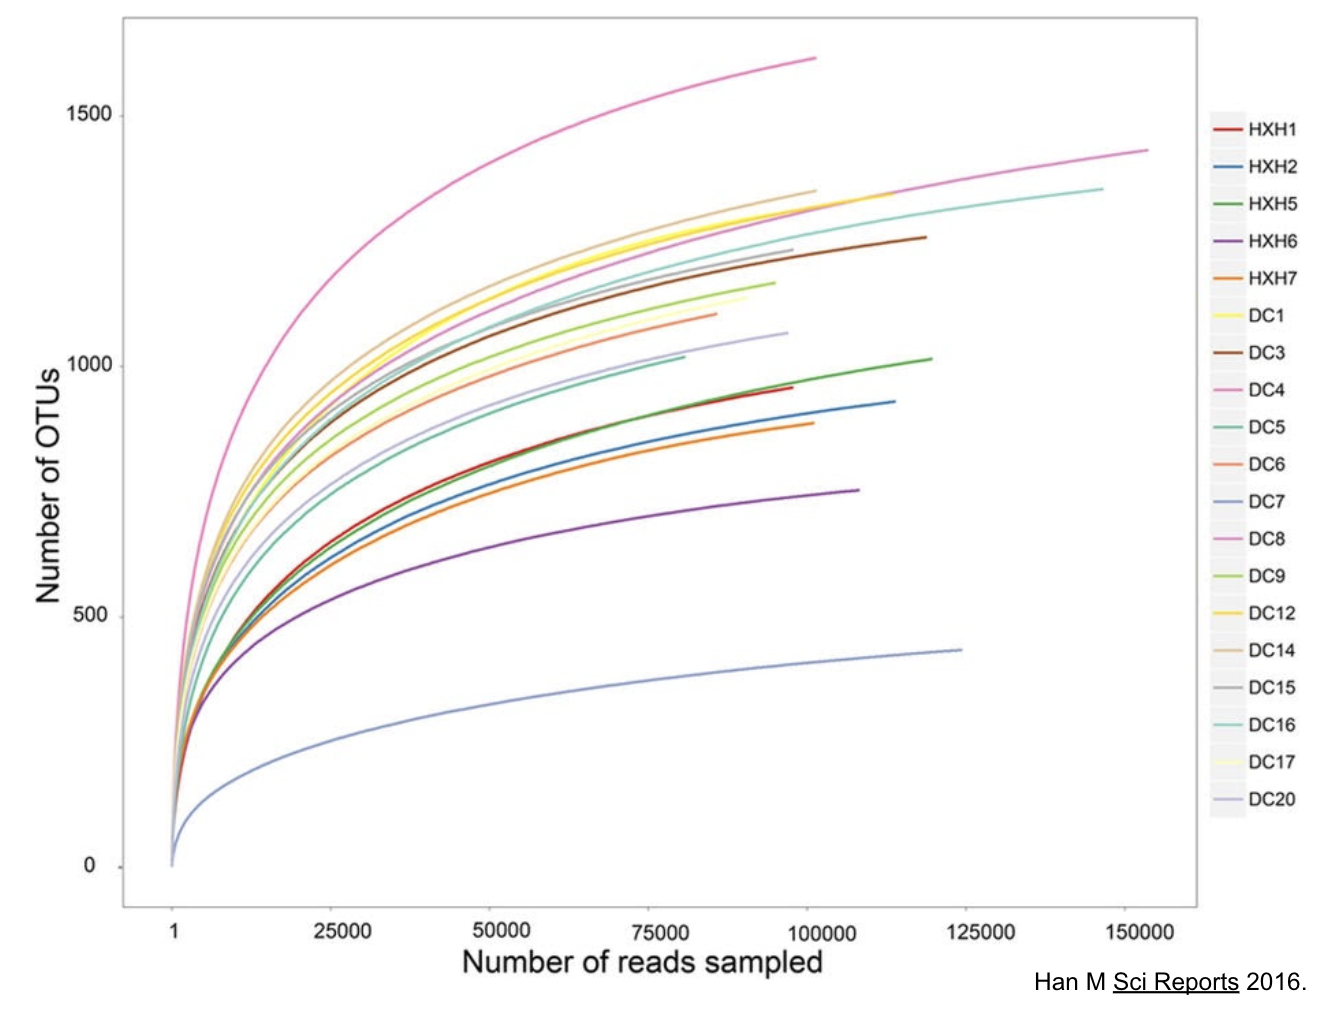 1500
1000
500
0
Number of OTUs
1
25000
50000
75000
100000
125000
150000
Number of reads sampled
HXH1
HXH2
HXH5
HXH6
HXH7
DC1
DC3
DC4
DC5
DC6
DC7
DC8
DC9
DC12
DC14
DC15
DC16
DC17
DC20
Han M Sci Reports 2016.